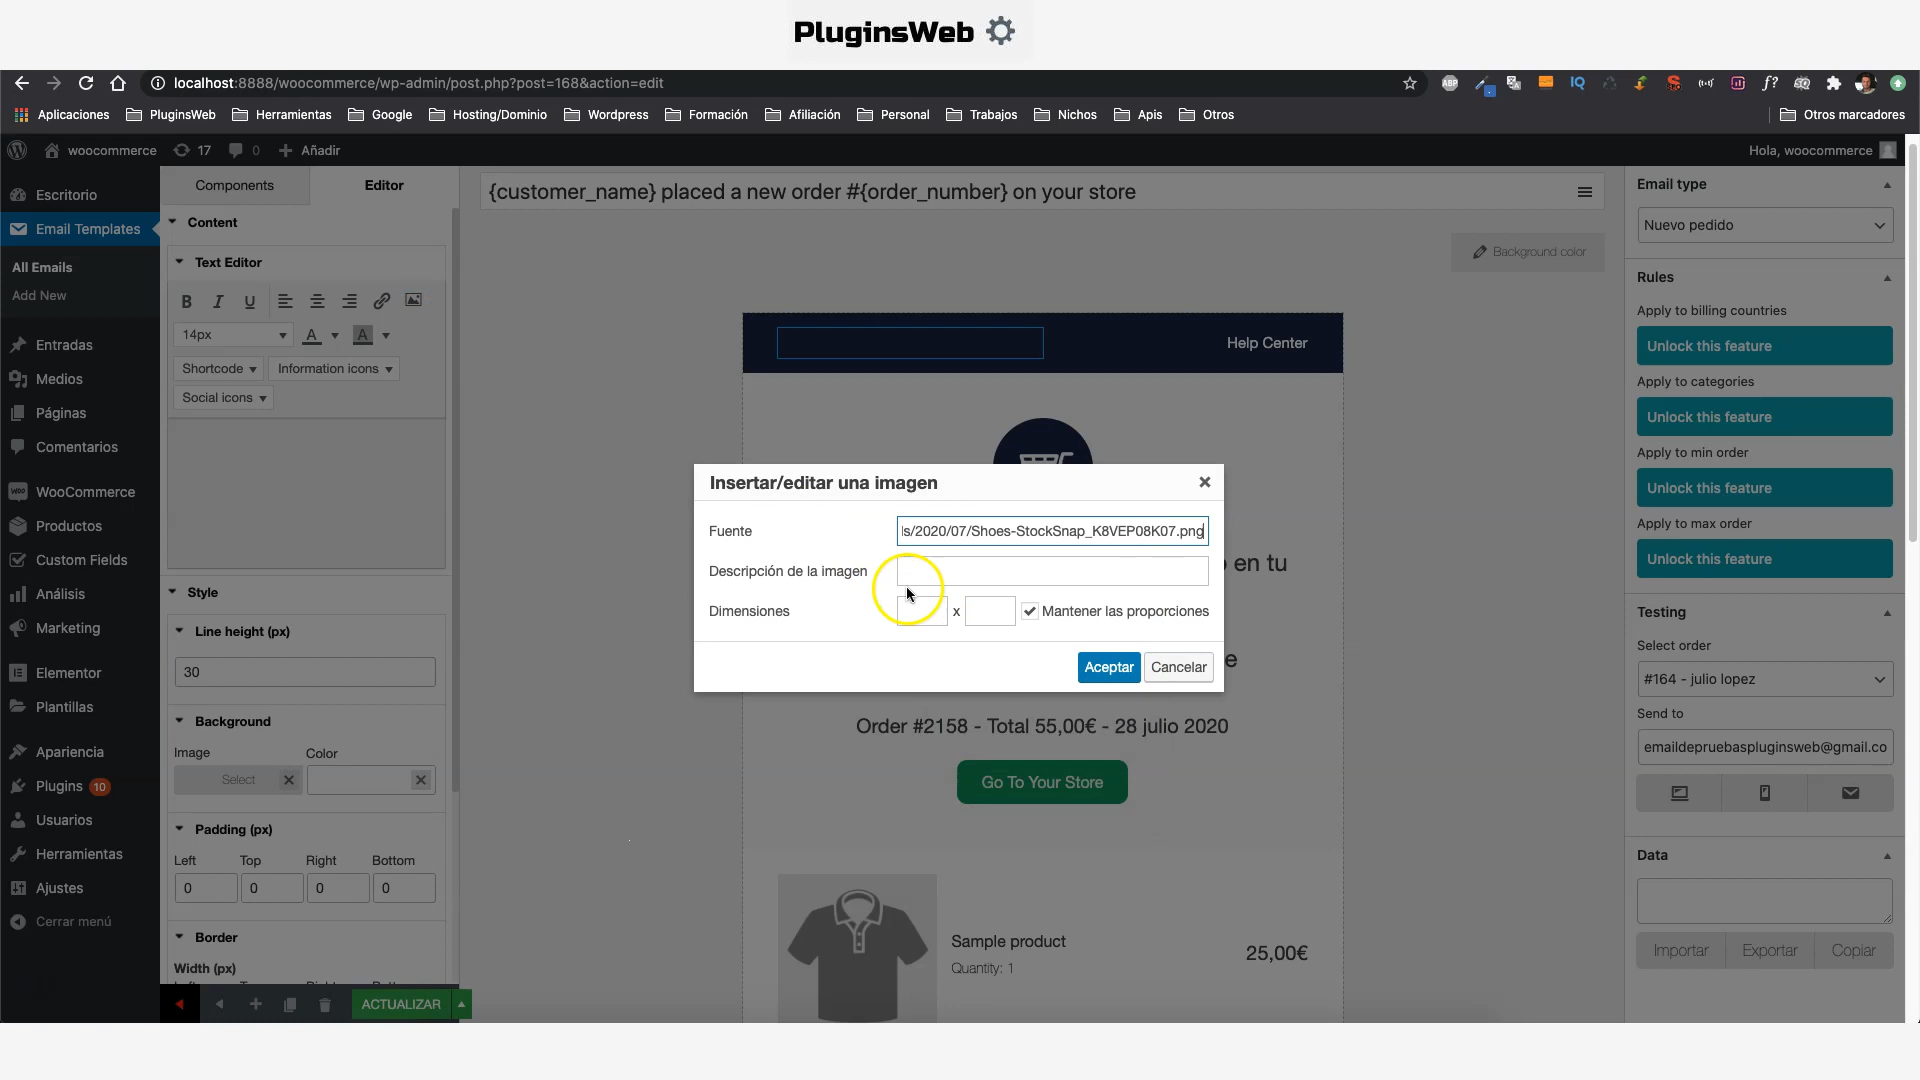 PluginsWeb
localhost:8888/woocommerce/wp-admin/post.php?post=168&action=edit
Aplicaciones PluginsWeb Herramientas Google Hosting/Dominio Wordpress Formación Afiliación Personal Trabajos Nichos Apis Otros Otros marcadores
woocommerce 17 0 Añadir Hola, woocommerce
Escritorio
Email Templates
All Emails
Add New
Entradas
Medios
Páginas
Comentarios
WooCommerce
Productos
Custom Fields
Análisis
Marketing
Elementor
Plantillas
Apariencia
Plugins 10
Usuarios
Herramientas
Ajustes
Cerrar menú
Components Editor
Content
Text Editor
B I U
14px A A
Shortcode Information icons
Social icons
Style
Line height (px)
30
Background
Image Color
Select
Padding (px)
Left Top Right Bottom
0 0 0 0
Border
Width (px)
ACTUALIZAR
{customer_name} placed a new order #{order_number} on your store
Background color
Help Center
o en tu
e
Insertar/editar una imagen
Fuente
s/2020/07/Shoes-StockSnap_K8VEP08K07.png
Descripción de la imagen
Dimensiones x Mantener las proporciones
Aceptar Cancelar
Order #2158 - Total 55,00€ - 28 julio 2020
Go To Your Store
Sample product
Quantity: 1
25,00€
Email type
Nuevo pedido
Rules
Apply to billing countries
Unlock this feature
Apply to categories
Unlock this feature
Apply to min order
Unlock this feature
Apply to max order
Unlock this feature
Testing
Select order
#164 - julio lopez
Send to
emaildepruebaspluginsweb@gmail.co
Data
Importar Exportar Copiar